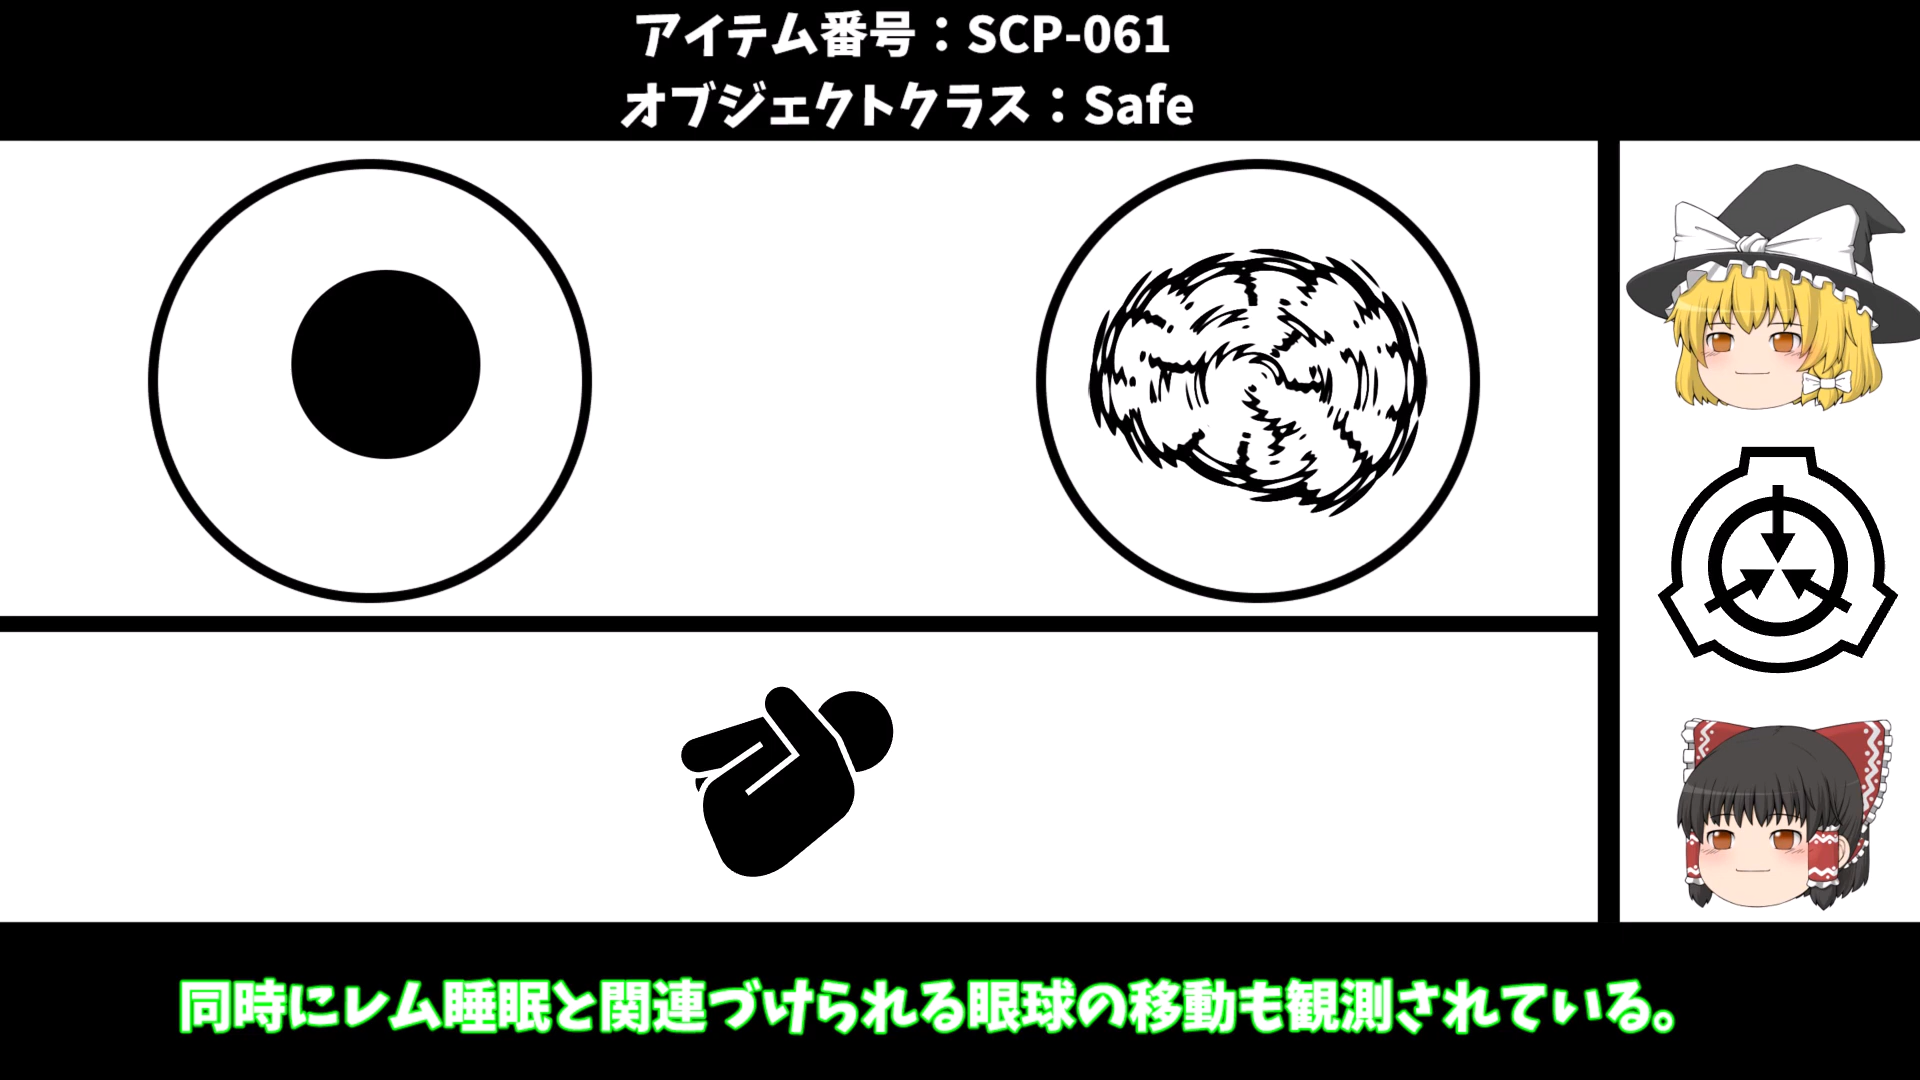 アイテム番号：SCP-061
オブジェクトクラス：Safe
同時にレム睡眠と関連づけられる眼球の移動も観測されている。